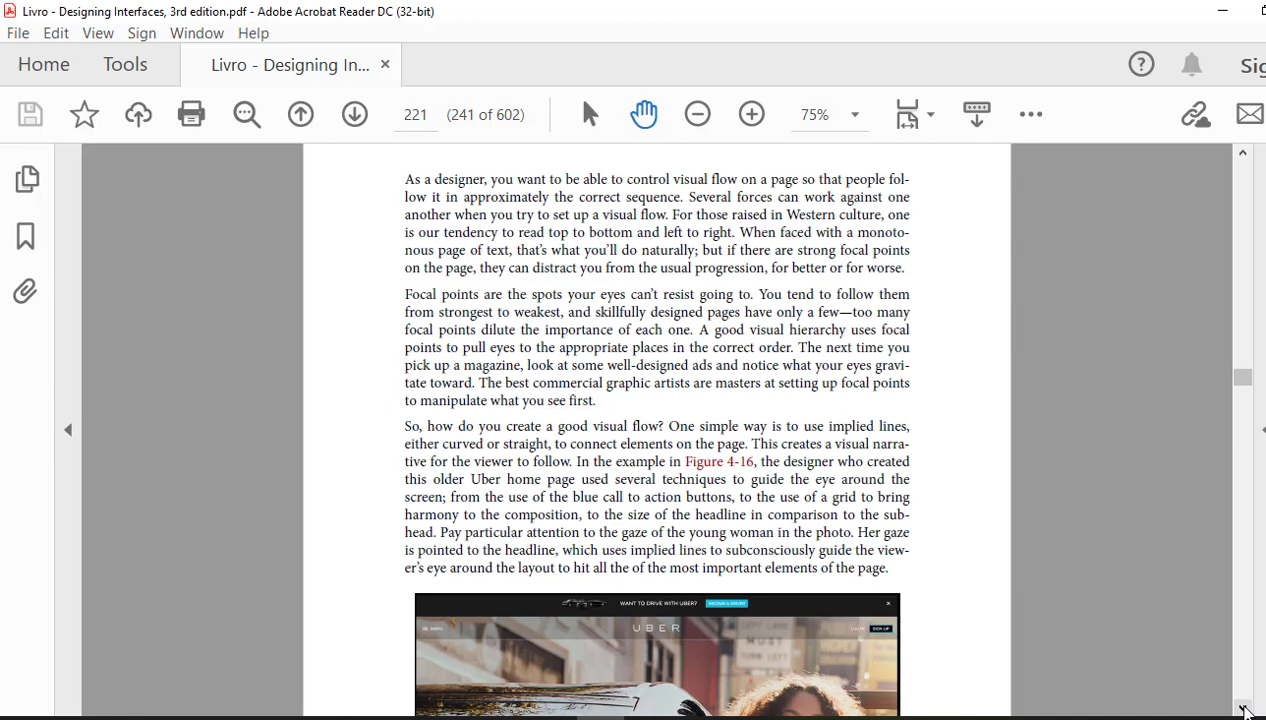 Livro - Designing Interfaces, 3rd edition.pdf - Adobe Acrobat Reader DC (32-bit)
File Edit View Sign Window Help
Home Tools Livro - Designing In... ×
221 (241 of 602) 75%
As a designer, you want to be able to control visual flow on a page so that people fol-
low it in approximately the correct sequence. Several forces can work against one
another when you try to set up a visual flow. For those raised in Western culture, one
is our tendency to read top to bottom and left to right. When faced with a monoto-
nous page of text, that's what you'll do naturally; but if there are strong focal points
on the page, they can distract you from the usual progression, for better or for worse.
Focal points are the spots your eyes can't resist going to. You tend to follow them
from strongest to weakest, and skillfully designed pages have only a few—too many
focal points dilute the importance of each one. A good visual hierarchy uses focal
points to pull eyes to the appropriate places in the correct order. The next time you
pick up a magazine, look at some well-designed ads and notice what your eyes gravi-
tate toward. The best commercial graphic artists are masters at setting up focal points
to manipulate what you see first.
So, how do you create a good visual flow? One simple way is to use implied lines,
either curved or straight, to connect elements on the page. This creates a visual narra-
tive for the viewer to follow. In the example in Figure 4-16, the designer who created
this older Uber home page used several techniques to guide the eye around the
screen; from the use of the blue call to action buttons, to the use of a grid to bring
harmony to the composition, to the size of the headline in comparison to the sub-
head. Pay particular attention to the gaze of the young woman in the photo. Her gaze
is pointed to the headline, which uses implied lines to subconsciously guide the view-
er's eye around the layout to hit all the of the most important elements of the page.
WANT TO DRIVE WITH UBER? BECOME A DRIVER
MENU UBER LOG IN SIGN UP
MUST
TURN LEFT